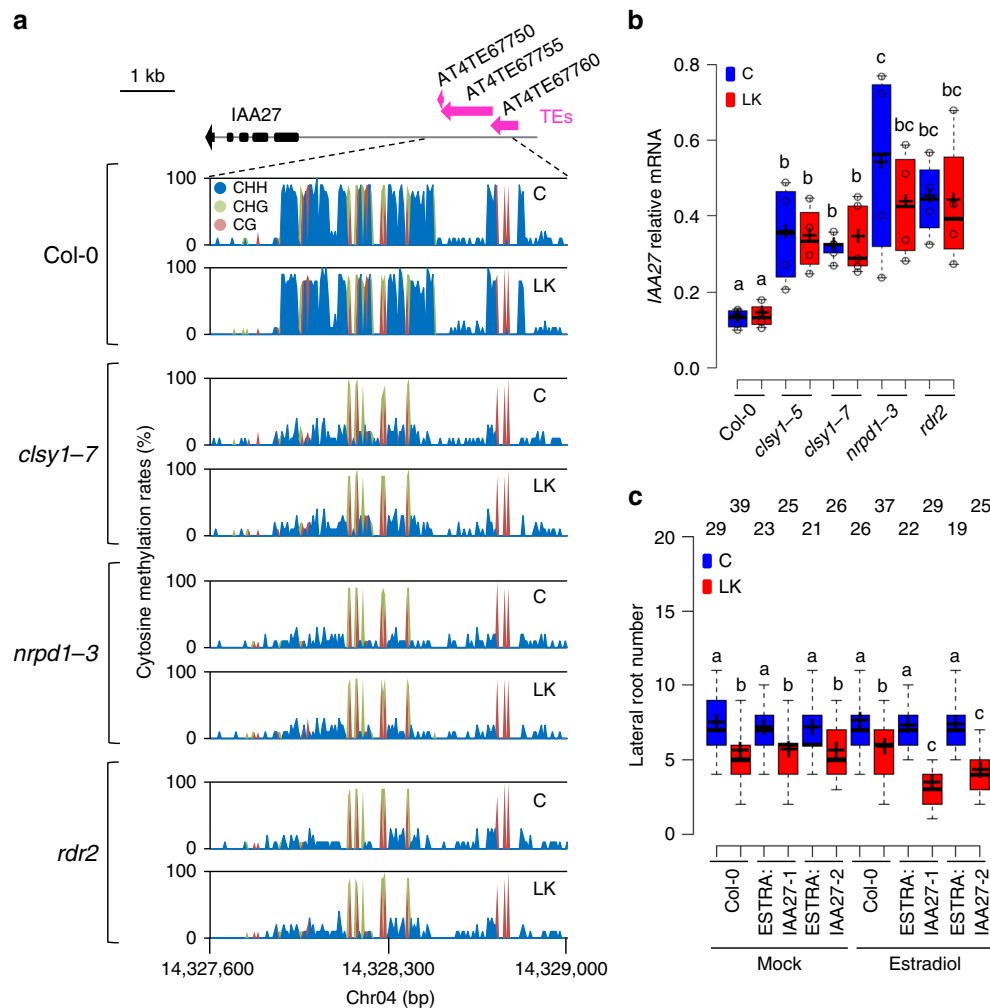 a
1 kb
AT4TE67750
AT4TE67755
AT4TE67760
TEs
IAA27
Cytosine methylation rates (%)
Col-0
100
0
CHH
CHG
CG
C
100
0
LK
clsy1–7
100
0
C
100
0
LK
nrpd1–3
100
0
C
100
0
LK
rdr2
100
0
C
100
0
LK
14,327,600 14,328,300 14,329,000
Chr04 (bp)
b
IAA27 relative mRNA
0.8
0.6
0.4
0.2
0.0
C
LK
a a b b b b c bc bc bc
Col-0 clsy1–5 clsy1–7 nrpd1–3 rdr2
c
39 25 26 37 29 25
29 23 21 26 22 19
Lateral root number
20
15
10
5
0
C
LK
a b a b a b a b a c a c
Col-0
ESTRA:
IAA27-1
ESTRA:
IAA27-2
Col-0
ESTRA:
IAA27-1
ESTRA:
IAA27-2
Mock Estradiol